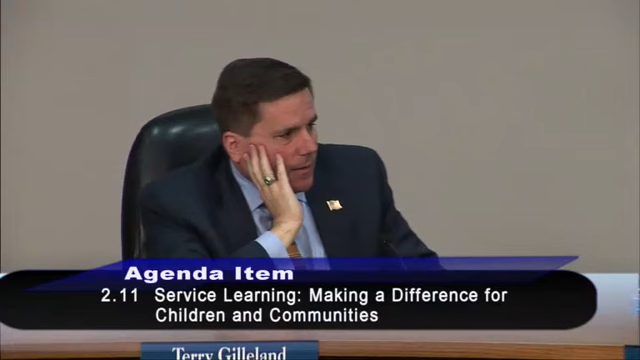 Agenda Item
2.11 Service Learning: Making a Difference for
Children and Communities
Terry Gilleland